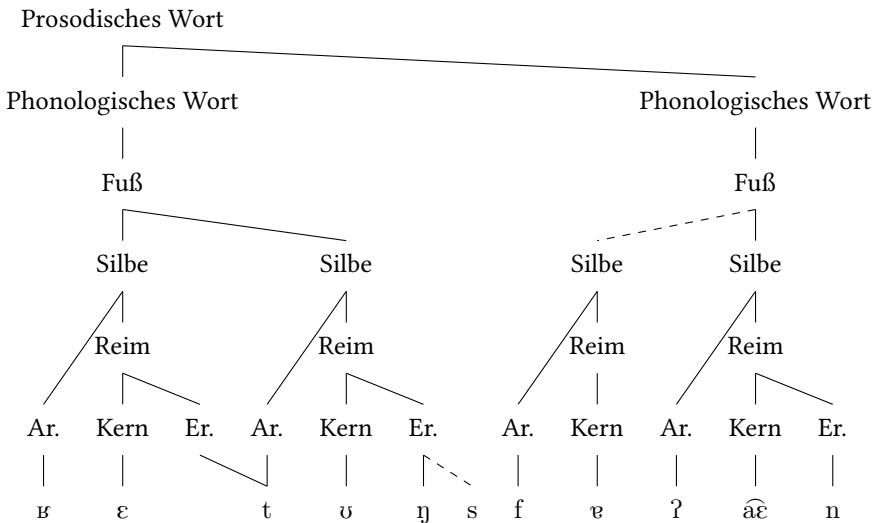 Prosodisches Wort
Phonologisches Wort Phonologisches Wort
Fuß Fuß
Silbe Silbe Silbe Silbe
Reim Reim Reim Reim
Ar. Kern Er. Ar. Kern Er. Ar. Kern Ar. Kern Er.
ʁ ɛ t ʊ ŋ s f ɐ ʔ a͡ɛ n